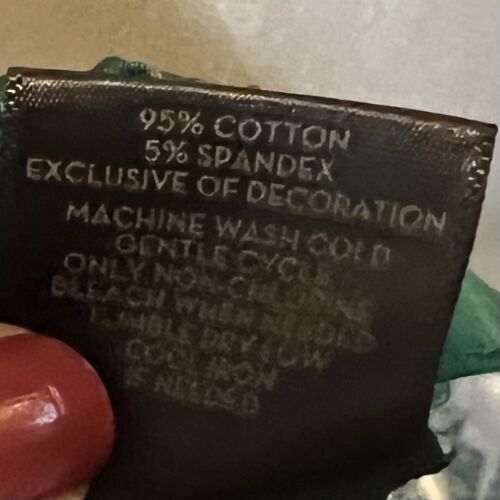 95% COTTON
5% SPANDEX
EXCLUSIVE OF DECORATION
MACHINE WASH COLD
GENTLE CYCLE
ONLY NON-CHLORINE
BLEACH WHEN NEEDED
TUMBLE DRY LOW
COOL IRON
IF NEEDED